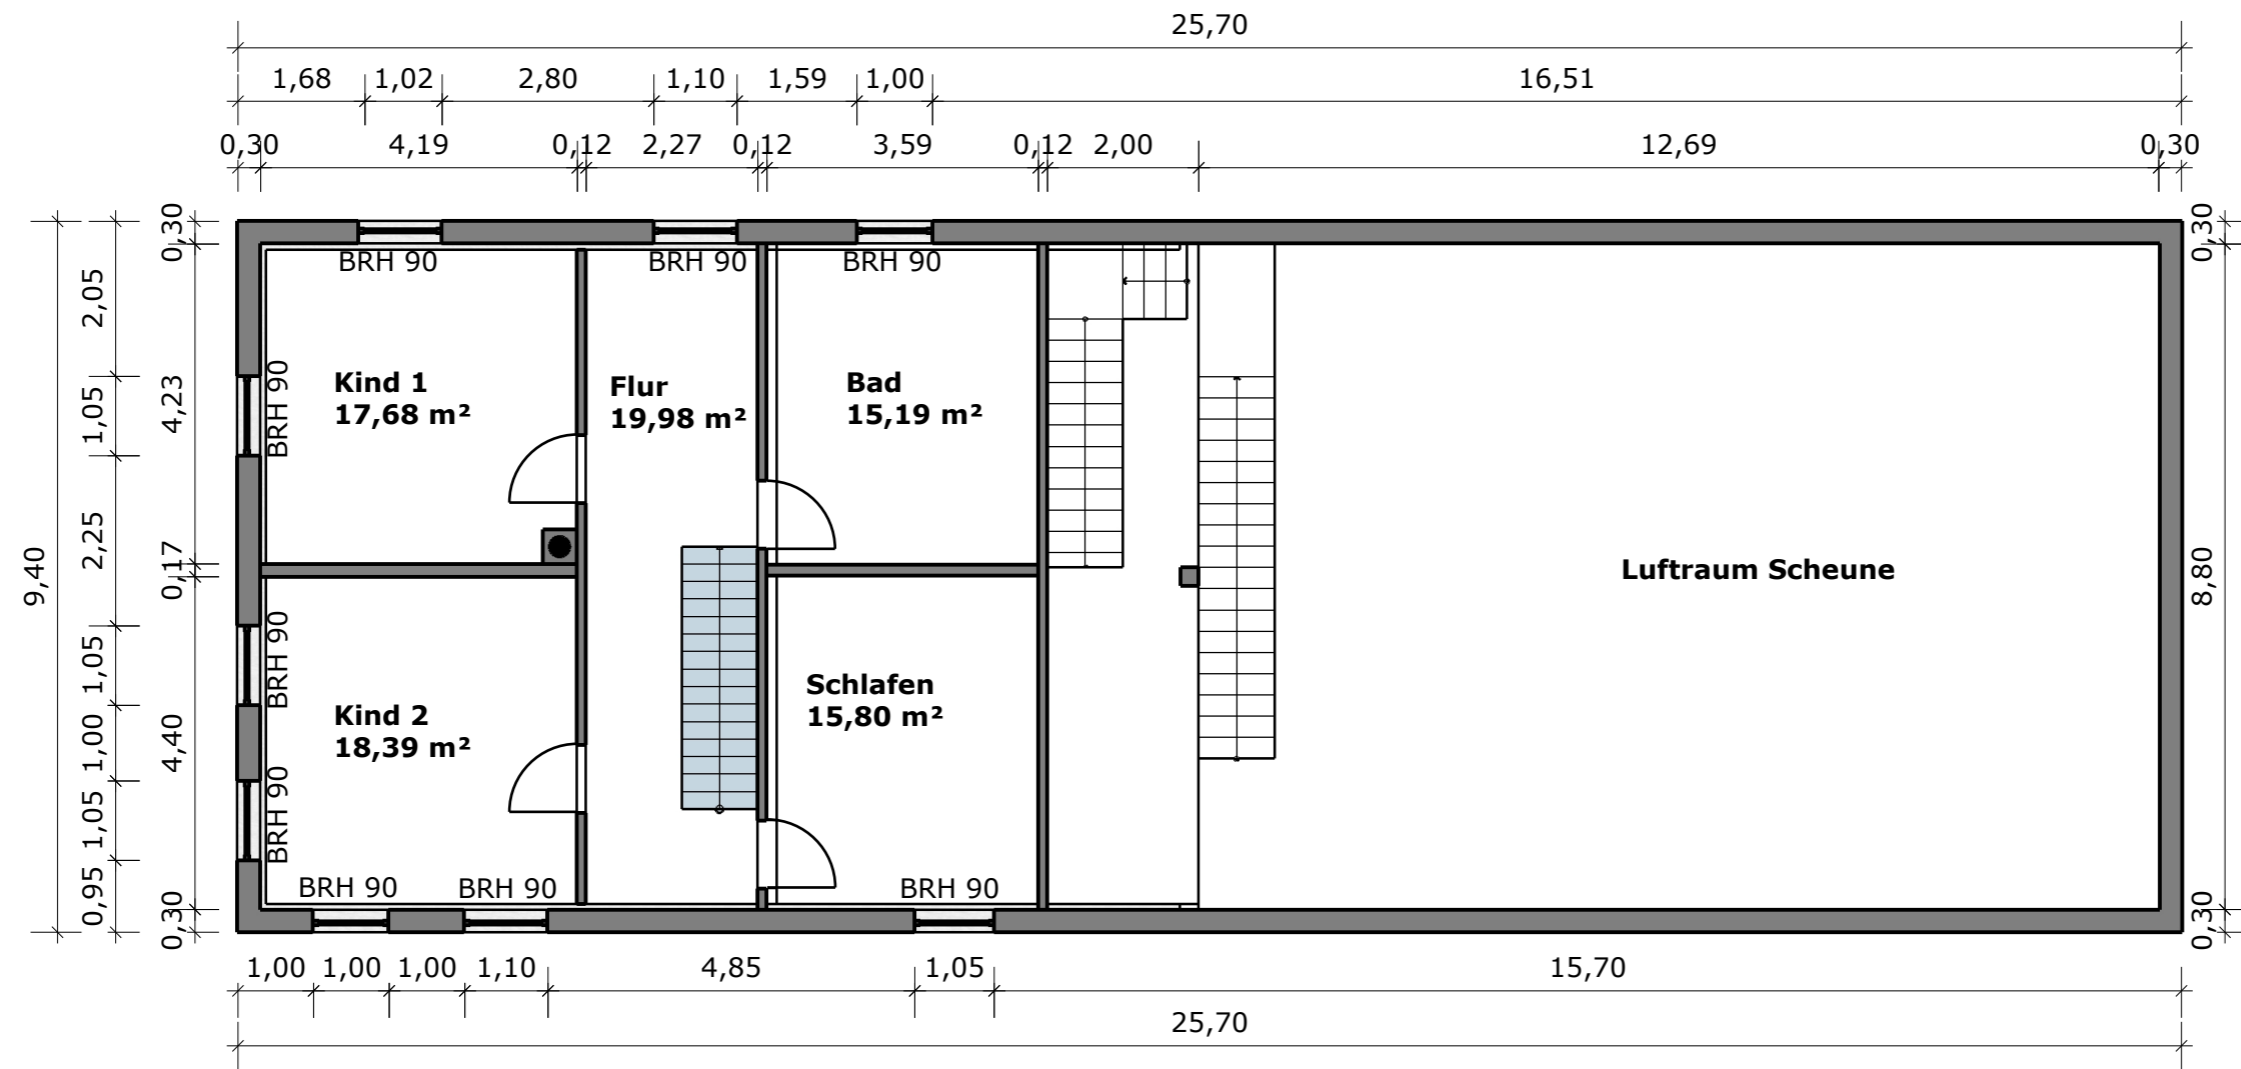 25,70
1,68 1,02 2,80 1,10 1,59 1,00 16,51
0,30 4,19 0,12 2,27 0,12 3,59 0,12 2,00 12,69 0,30
9,40
2,05
1,05
2,25
1,05
1,00
1,05
0,95
0,30
4,23
0,17
4,40
0,30
BRH 90 BRH 90 BRH 90
BRH 90
Kind 1
17,68 m²
Flur
19,98 m²
Bad
15,19 m²
Luftraum Scheune
BRH 90
Kind 2
18,39 m²
Schlafen
15,80 m²
BRH 90
BRH 90 BRH 90 BRH 90
0,30
8,80
0,30
1,00 1,00 1,00 1,10 4,85 1,05 15,70
25,70